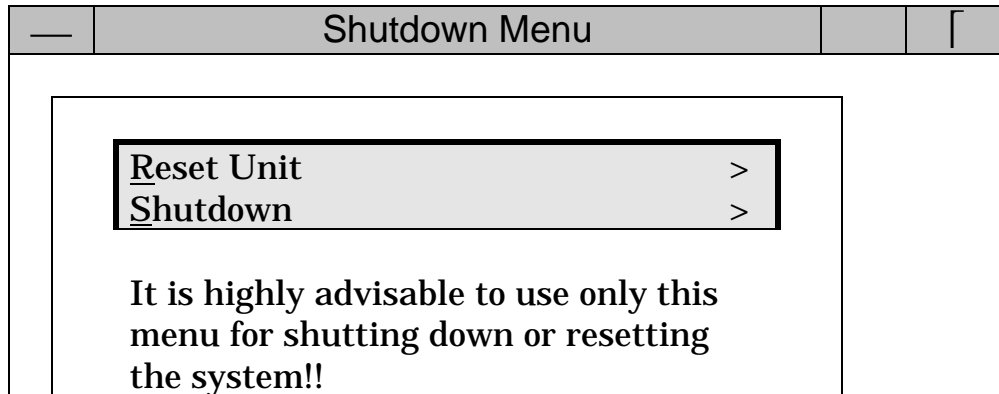 Shutdown Menu
Reset Unit >
Shutdown >
It is highly advisable to use only this
menu for shutting down or resetting
the system!!